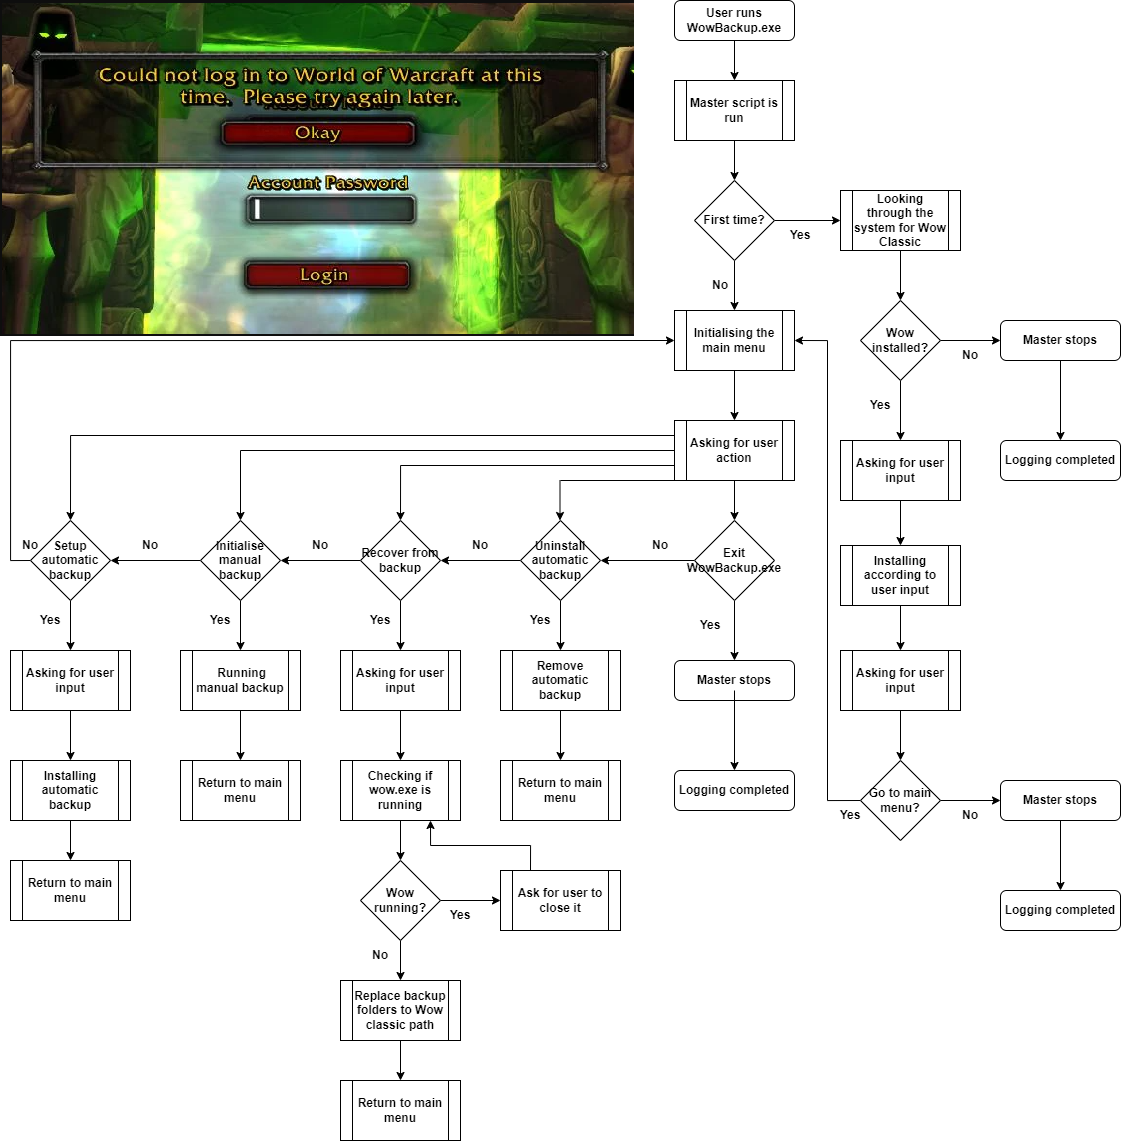 Could not log in to World of Warcraft at this
time.  Please try again later.
Okay
Account Password
Login
User runs
WowBackup.exe
Master script is
run
First time?
Yes
Looking
through the
system for Wow
Classic
No
Initialising the
main menu
Wow
installed?
No
Master stops
Yes
Logging completed
Asking for user
action
Asking for user
input
No
Setup
automatic
backup
No
Initialise
manual
backup
No
Recover from
backup
No
Uninstall
automatic
backup
No
Exit
WowBackup.exe
Installing
according to
user input
Yes
Yes
Yes
Yes
Yes
Asking for user
input
Running
manual backup
Asking for user
input
Remove
automatic
backup
Master stops
Asking for user
input
Installing
automatic
backup
Return to main
menu
Checking if
wow.exe is
running
Return to main
menu
Logging completed
Go to main
menu?
Yes
No
Master stops
Return to main
menu
Wow
running?
Yes
Ask for user to
close it
Logging completed
No
Replace backup
folders to Wow
classic path
Return to main
menu